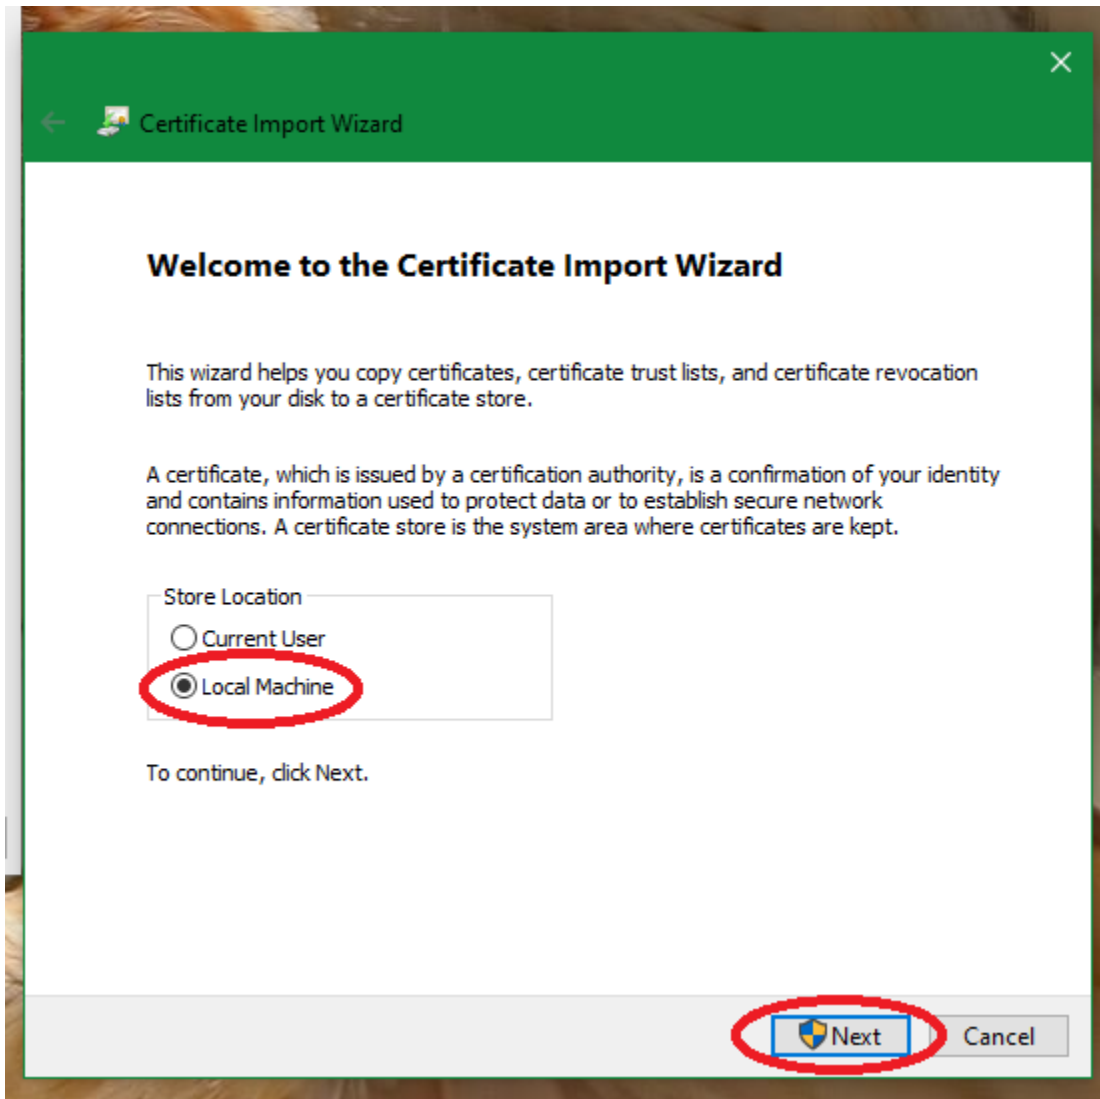 Certificate Import Wizard
Welcome to the Certificate Import Wizard
This wizard helps you copy certificates, certificate trust lists, and certificate revocation
lists from your disk to a certificate store.
A certificate, which is issued by a certification authority, is a confirmation of your identity
and contains information used to protect data or to establish secure network
connections. A certificate store is the system area where certificates are kept.
Store Location
Current User
Local Machine
To continue, click Next.
Next
Cancel